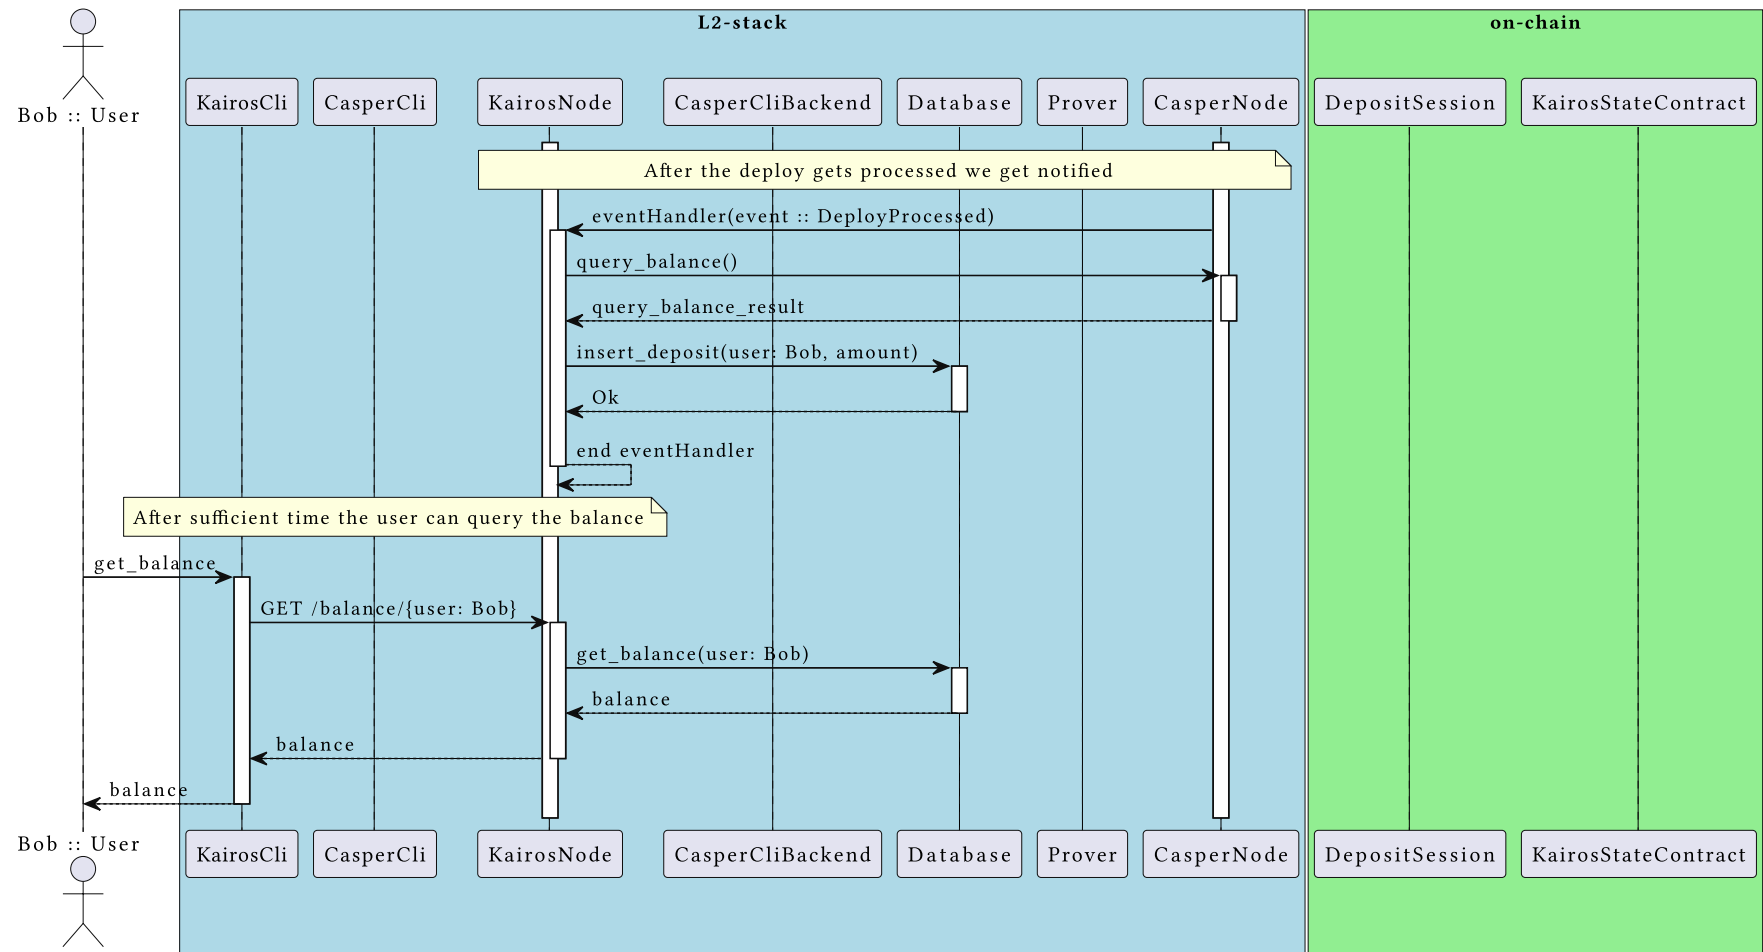 L2-stack
on-chain
Bob :: User
KairosCli
CasperCli
KairosNode
CasperCliBackend
Database
Prover
CasperNode
DepositSession
KairosStateContract
After the deploy gets processed we get notified
eventHandler(event :: DeployProcessed)
query_balance()
query_balance_result
insert_deposit(user: Bob, amount)
Ok
end eventHandler
After sufficient time the user can query the balance
get_balance
GET /balance/{user: Bob}
get_balance(user: Bob)
balance
balance
balance
Bob :: User
KairosCli
CasperCli
KairosNode
CasperCliBackend
Database
Prover
CasperNode
DepositSession
KairosStateContract